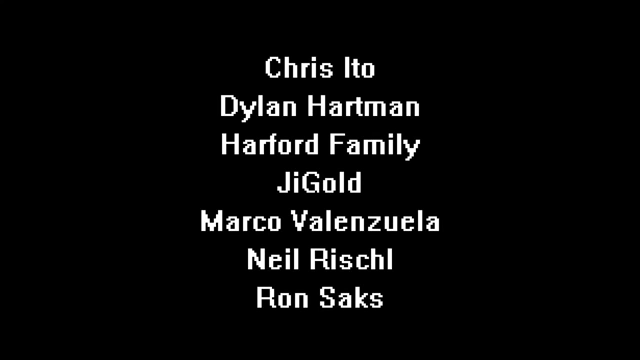 Chris Ito
Dylan Hartman
Harford Family
JiGold
Marco Valenzuela
Neil Rischl
Ron Saks